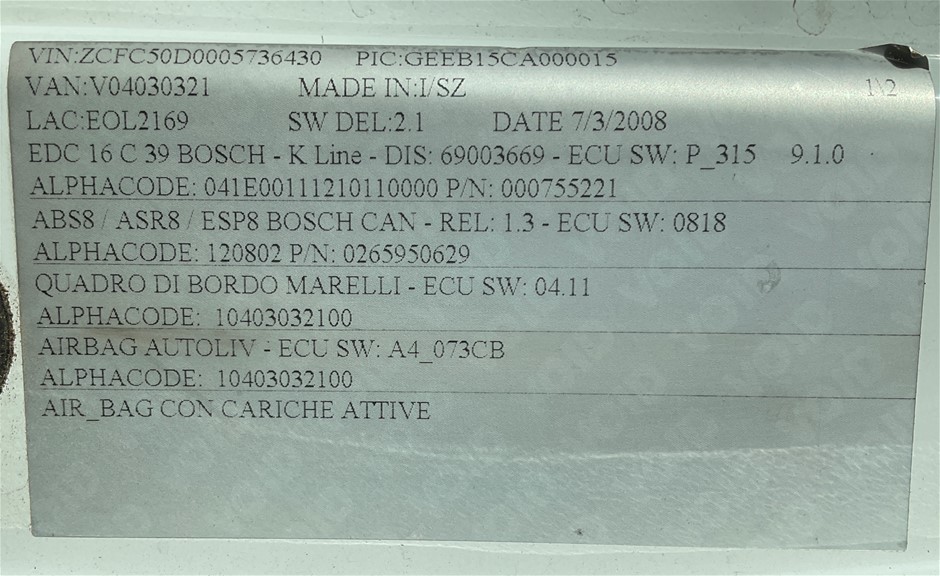 VIN:ZCFC50D0005736430 PIC:GEEB15CA000015
VAN:V04030321 MADE IN:I/SZ 1\2
LAC:EOL2169 SW DEL:2.1 DATE 7/3/2008
EDC 16 C 39 BOSCH - K Line - DIS: 69003669 - ECU SW: P_315 9.1.0
ALPHACODE: 041E00111210110000 P/N: 000755221
ABS8 / ASR8 / ESP8 BOSCH CAN - REL: 1.3 - ECU SW: 0818
ALPHACODE: 120802 P/N: 0265950629
QUADRO DI BORDO MARELLI - ECU SW: 04.11
ALPHACODE: 10403032100
AIRBAG AUTOLIV - ECU SW: A4_073CB
ALPHACODE: 10403032100
AIR_BAG CON CARICHE ATTIVE